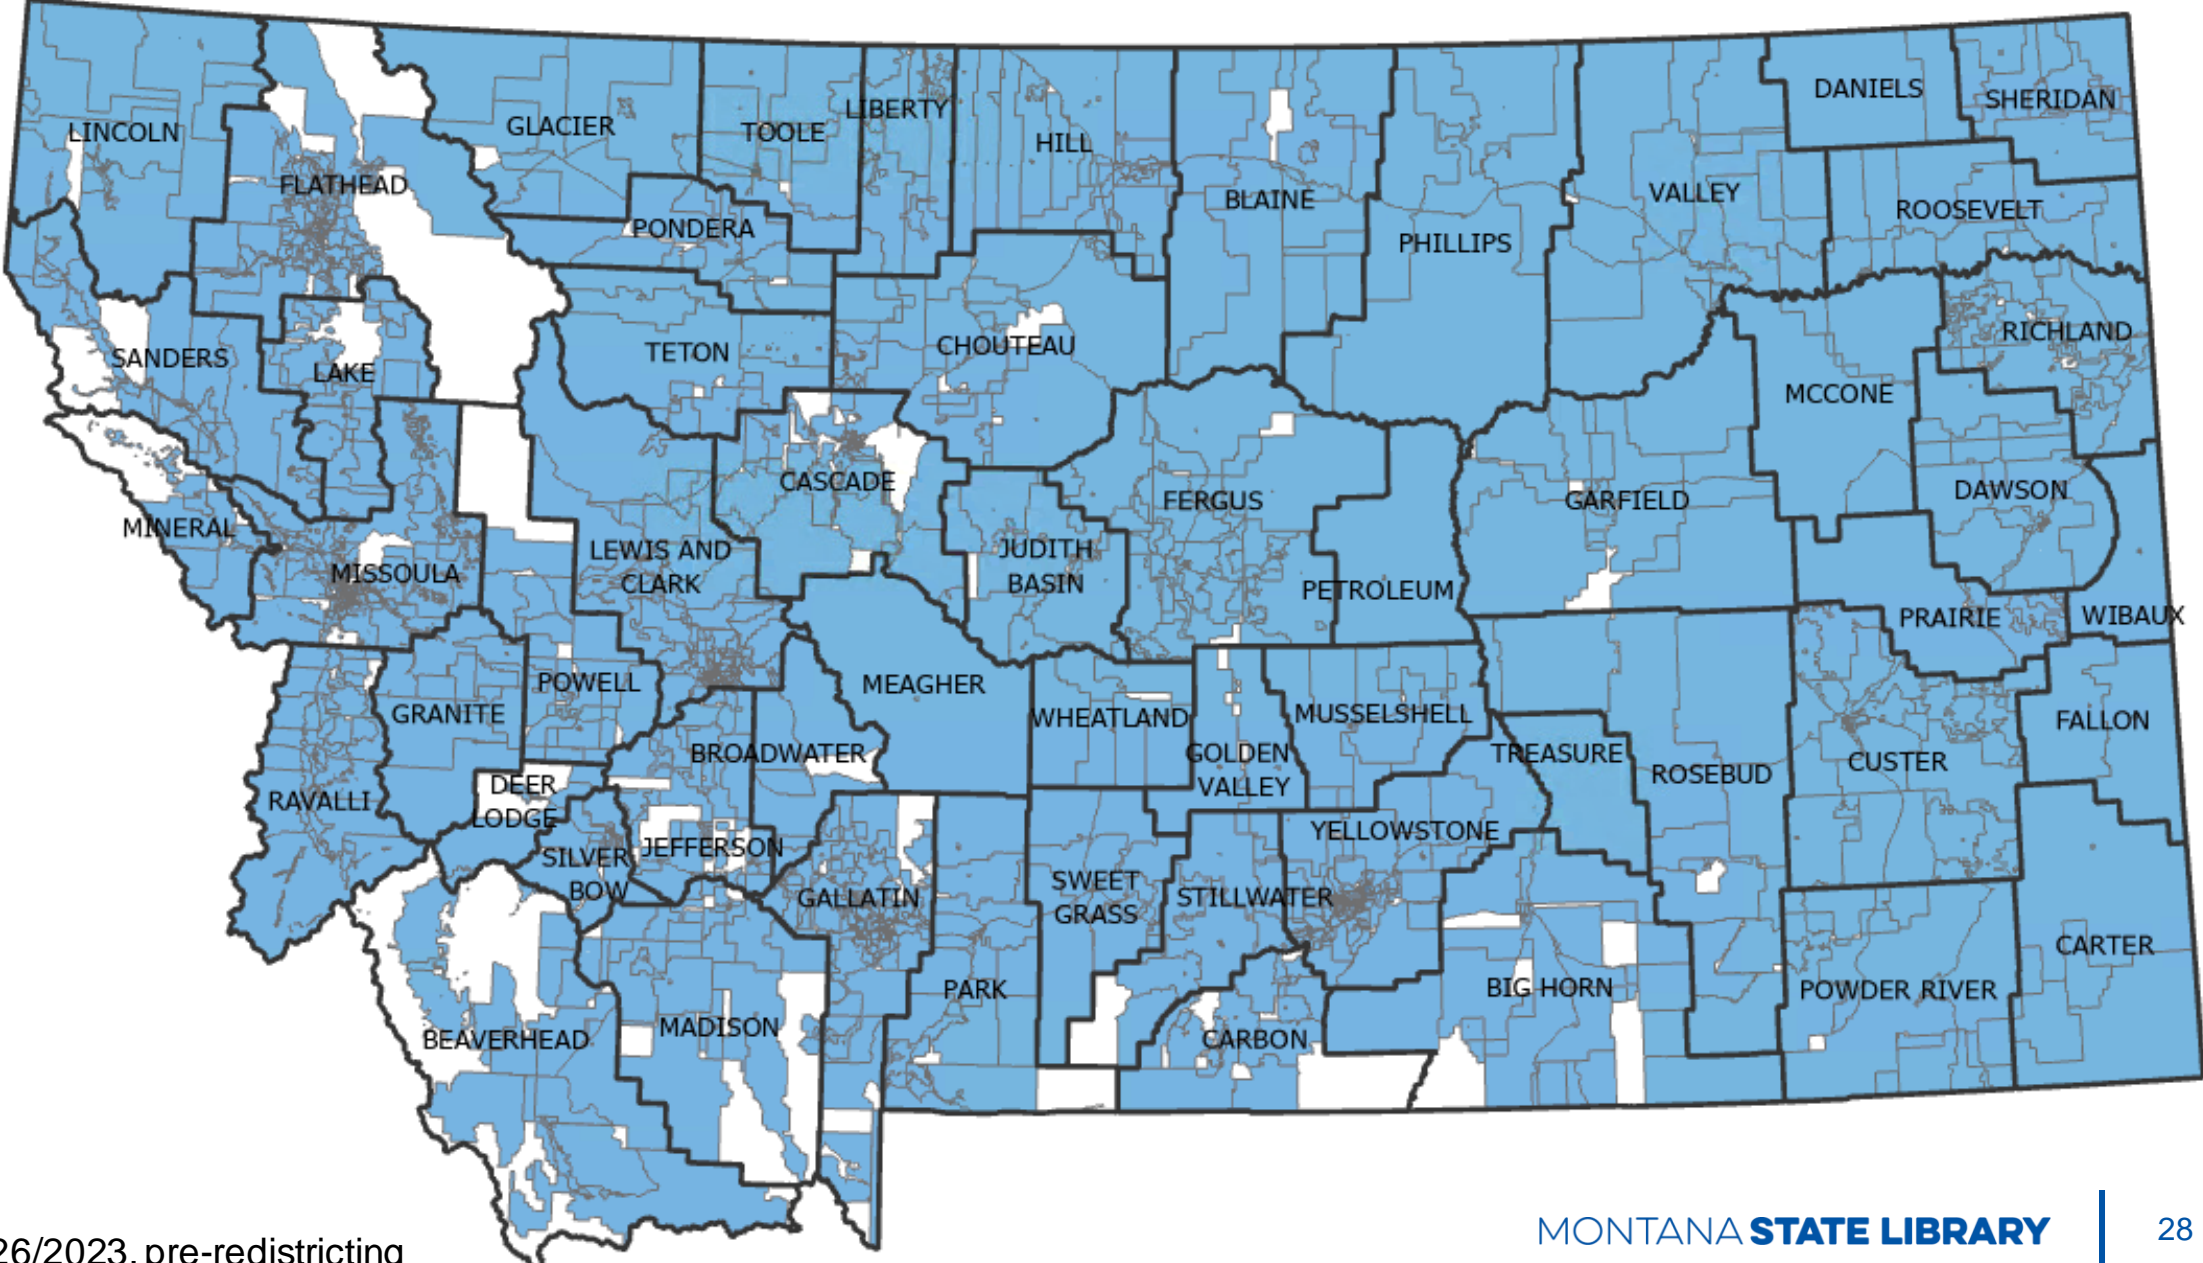 DANIELS
SHERIDAN
LIBERTY
GLACIER
TOOLE
LINCOLN
HILL
FLATHEAD
VALLEY
BLAINE
ROOSEVELT
PONDERA
PHILLIPS
RICHLAND
CHOUTEAU
TETON
SANDERS
LAKE
MCCONE
CASCADE
DAWSON
FERGUS
GARFIELD
MINERAL
LEWIS AND
CLARK
JUDITH
BASIN
MISSOULA
PETROLEUM
PRAIRIE
WIBAUX
POWELL
MEAGHER
GRANITE
WHEATLAND
MUSSELSHELL
FALLON
BROADWATER
GOLDEN
VALLEY
TREASURE
CUSTER
ROSEBUD
DEER
LODGE
RAVALLI
YELLOWSTONE
JEFFERSON
SILVER
BOW
SWEET
GRASS
GALLATIN
STILLWATER
CARTER
PARK
BIG HORN
POWDER RIVER
MADISON
BEAVERHEAD
CARBON
26/2023, pre-redistricting
MONTANA STATE LIBRARY
28